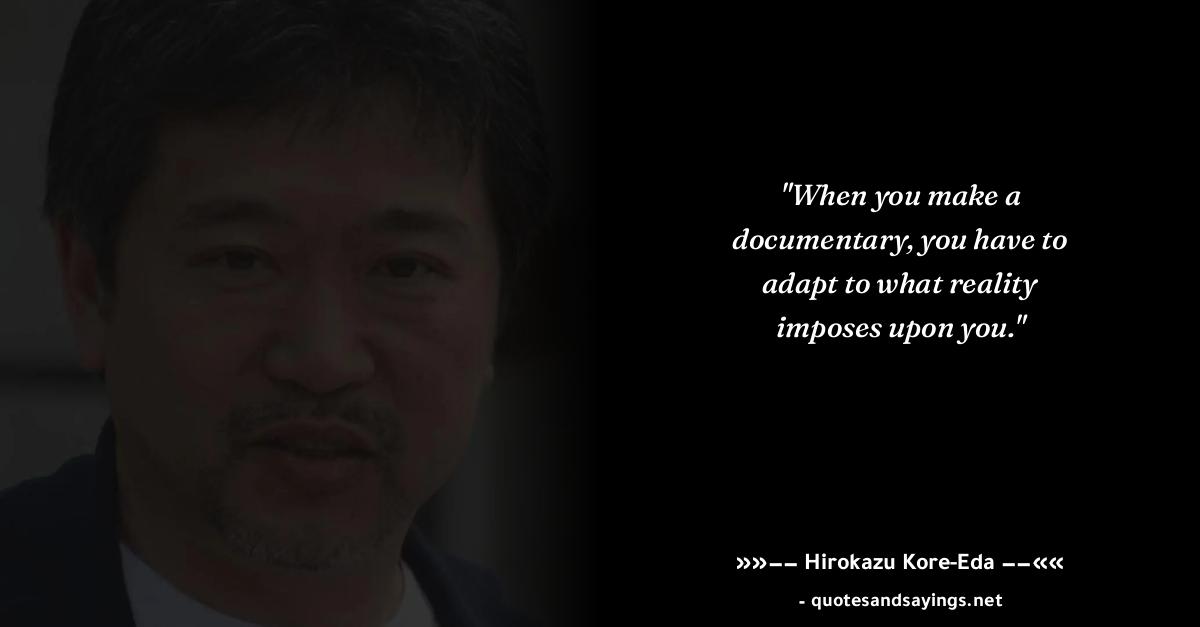 "When you make a
documentary, you have to
adapt to what reality
imposes upon you."
»»−− Hirokazu Kore-Eda −−««
- quotesandsayings.net